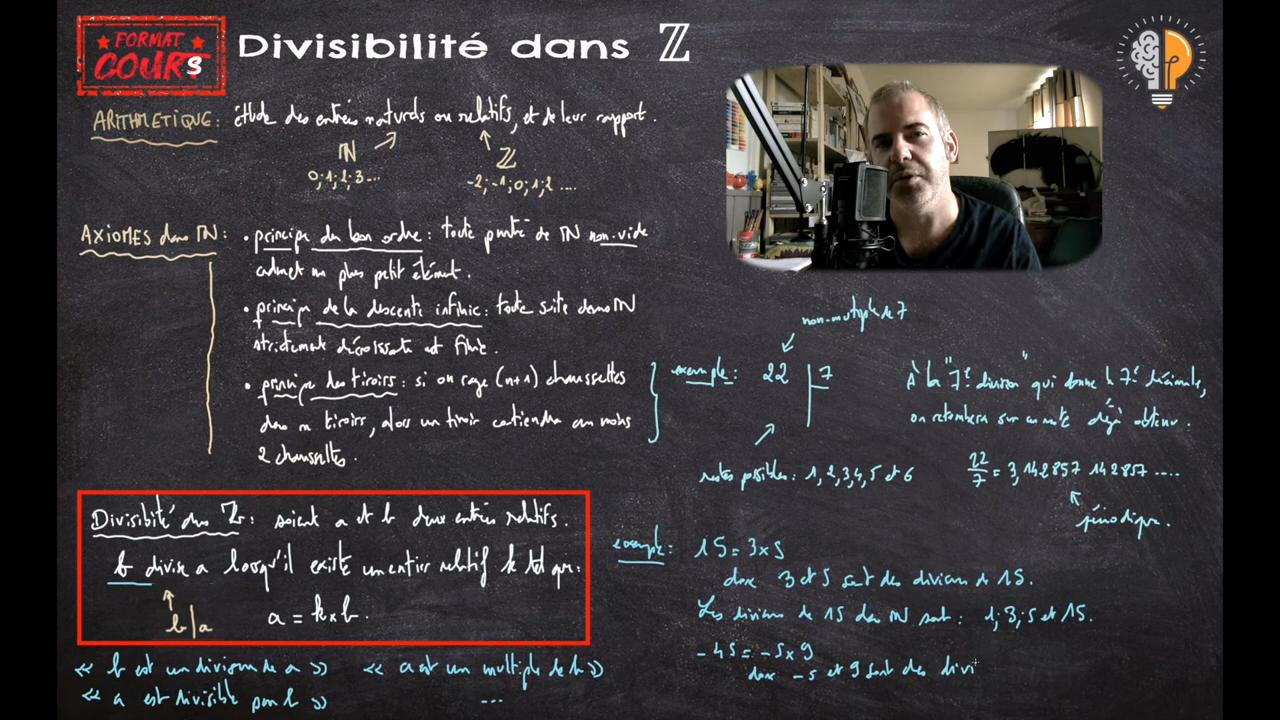 FORMAT
COURs
Divisibilité dans ℤ
ARITHMETIQUE: étude des entiers naturels ou relatifs, et de leur rapport.
ℕ
0;1;2;3...
ℤ
-2;-1;0;1;2....
AXIOMES dans ℕ:
• principe du bon ordre : toute partie de ℕ non-vide
admet un plus petit élément.
• principe de la descente infinie : toute suite dans ℕ
strictement décroissante est finie.
• principe des tiroirs : si on range (n+1) chaussettes
dans n tiroirs, alors un tiroir contiendra au moins
2 chaussettes.
non-multiple de 7
exemple : 22 | 7
restes possibles : 1, 2, 3, 4, 5 et 6
À la "7e division" qui donne la 7e décimale,
on retombera sur un reste déjà obtenu.
22/7 = 3,142857 142857 ....
périodique.
Divisibité dans ℤ : soient a et b deux entiers relatifs.
b divise a lorsqu'il existe un entier relatif k tel que :
b|a
a = k×b.
« b est un diviseur de a »
« a est un multiple de b »
« a est divisible par b »
...
exemple : 15 = 3×5
donc 3 et 5 sont des diviseurs de 15.
Les diviseurs de 15 dans ℕ sont : 1; 3; 5 et 15.
-45 = -5×9
donc -5 et 9 sont des divi